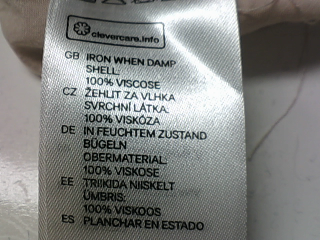 clevercare.info
GB IRON WHEN DAMP
SHELL:
100% VISCOSE
CZ ŽEHLIT ZA VLHKA
SVRCHNÍ LÁTKA:
100% VISKÓZA
DE IN FEUCHTEM ZUSTAND
BÜGELN
OBERMATERIAL:
100% VISKOSE
EE TRIIKIDA NIISKELT
ÜMBRIS:
100% VISKOOS
ES PLANCHAR EN ESTADO